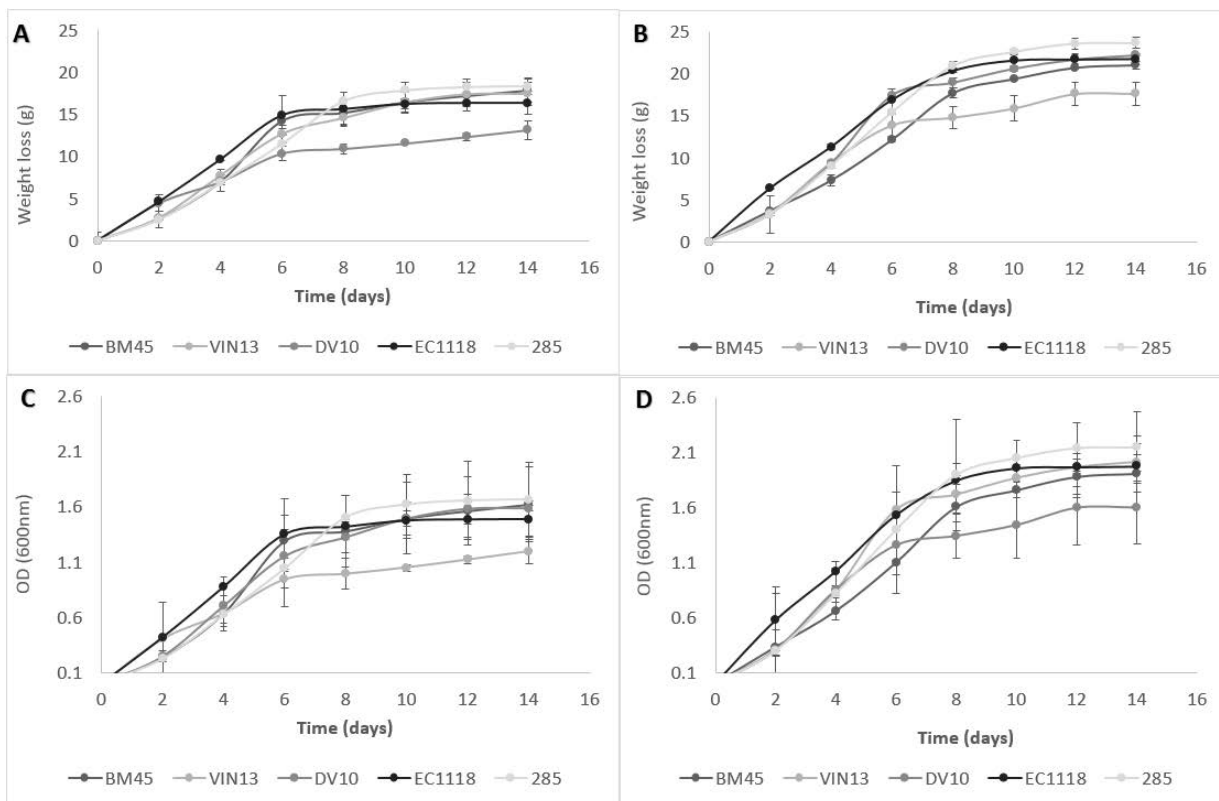 A
Weight loss (g)
25
20
15
10
5
0
0 2 4 6 8 10 12 14 16
Time (days)
BM45 VIN13 DV10 EC1118 285
B
Weight loss (g)
25
20
15
10
5
0
0 2 4 6 8 10 12 14 16
Time (days)
BM45 VIN13 DV10 EC1118 285
C
OD (600nm)
2.6
2.1
1.6
1.1
0.6
0.1
0 2 4 6 8 10 12 14 16
Time (days)
BM45 VIN13 DV10 EC1118 285
D
OD (600nm)
2.6
2.1
1.6
1.1
0.6
0.1
0 2 4 6 8 10 12 14 16
Time (days)
BM45 VIN13 DV10 EC1118 285